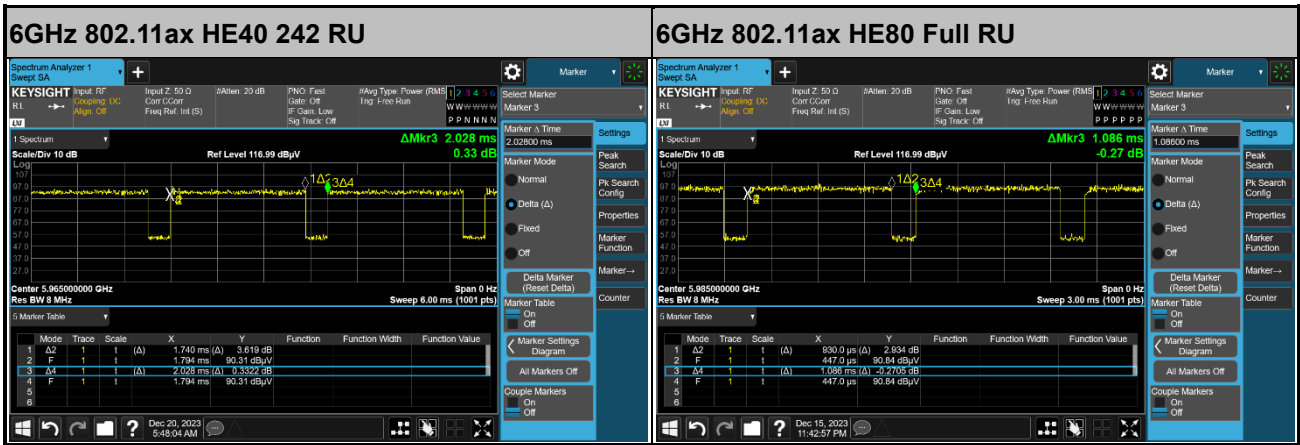 6GHz 802.11ax HE40 242 RU
Spectrum Analyzer 1
Swept SA
+
Marker
KEYSIGHT
RL
LXI
Input: RF
Coupling: DC
Align: Off
Input Z: 50 Ω
Corr CCorr
Freq Ref: Int (S)
#Atten: 20 dB
PNO: Fast
Gate: Off
IF Gain: Low
Sig Track: Off
#Avg Type: Power (RMS
Trig: Free Run
1 2 3 4 5 6
W W W W W W
P P N N N N
Select Marker
Marker 3
1 Spectrum
ΔMkr3 2.028 ms
0.33 dB
Scale/Div 10 dB
Ref Level 116.99 dBµV
Log
107
97.0
87.0
77.0
67.0
57.0
47.0
37.0
27.0
X
1Δ2
3Δ4
Center 5.965000000 GHz
Res BW 8 MHz
Span 0 Hz
Sweep 6.00 ms (1001 pts)
Marker Δ Time
2.02800 ms
Marker Mode
Normal
Delta (Δ)
Fixed
Off
Delta Marker
(Reset Delta)
Marker Table
On
Off
Marker Settings
Diagram
All Markers Off
Couple Markers
On
Off
Settings
Peak
Search
Pk Search
Config
Properties
Marker
Function
Marker→
Counter
5 Marker Table
Mode Trace Scale X Y Function Function Width Function Value
1 Δ2 1 t (Δ) 1.740 ms (Δ) 3.619 dB
2 F 1 t 1.794 ms 90.31 dBµV
3 Δ4 1 t (Δ) 2.028 ms (Δ) 0.3322 dB
4 F 1 t 1.794 ms 90.31 dBµV
5
6
?
Dec 20, 2023
5:48:04 AM
6GHz 802.11ax HE80 Full RU
Spectrum Analyzer 1
Swept SA
+
Marker
KEYSIGHT
RL
LXI
Input: RF
Coupling: DC
Align: Off
Input Z: 50 Ω
Corr CCorr
Freq Ref: Int (S)
#Atten: 20 dB
PNO: Fast
Gate: Off
IF Gain: Low
Sig Track: Off
#Avg Type: Power (RMS
Trig: Free Run
1 2 3 4 5 6
W W W W W W
P P P P P P
Select Marker
Marker 3
1 Spectrum
ΔMkr3 1.086 ms
-0.27 dB
Scale/Div 10 dB
Ref Level 116.99 dBµV
Log
107
97.0
87.0
77.0
67.0
57.0
47.0
37.0
27.0
X
1Δ2
3Δ4
Center 5.985000000 GHz
Res BW 8 MHz
Span 0 Hz
Sweep 3.00 ms (1001 pts)
Marker Δ Time
1.08600 ms
Marker Mode
Normal
Delta (Δ)
Fixed
Off
Delta Marker
(Reset Delta)
Marker Table
On
Off
Marker Settings
Diagram
All Markers Off
Couple Markers
On
Off
Settings
Peak
Search
Pk Search
Config
Properties
Marker
Function
Marker→
Counter
5 Marker Table
Mode Trace Scale X Y Function Function Width Function Value
1 Δ2 1 t (Δ) 930.0 µs (Δ) 2.934 dB
2 F 1 t 447.0 µs 90.84 dBµV
3 Δ4 1 t (Δ) 1.086 ms (Δ) -0.2705 dB
4 F 1 t 447.0 µs 90.84 dBµV
5
6
?
Dec 15, 2023
11:42:57 PM